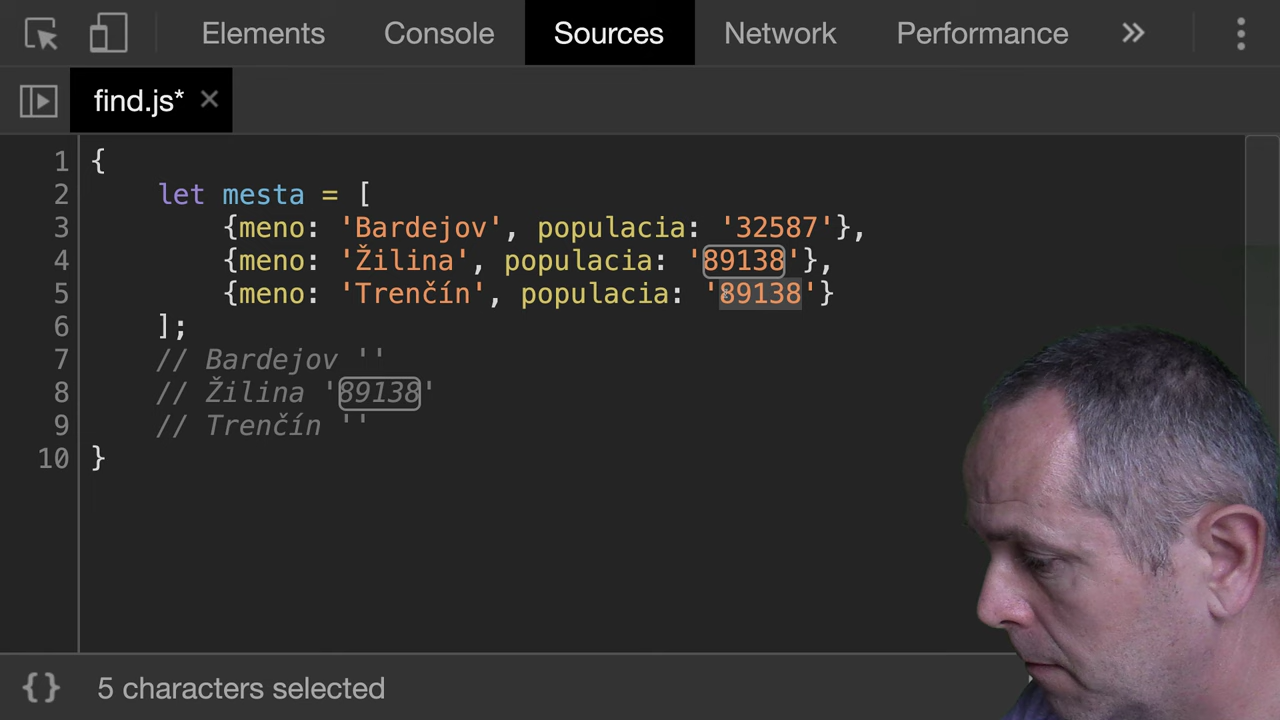 Elements Console Sources Network Performance »
find.js* ×
1 {
2 let mesta = [
3 {meno: 'Bardejov', populacia: '32587'},
4 {meno: 'Žilina', populacia: '89138'},
5 {meno: 'Trenčín', populacia: '89138'}
6 ];
7 // Bardejov ''
8 // Žilina '89138'
9 // Trenčín ''
10 }
{} 5 characters selected